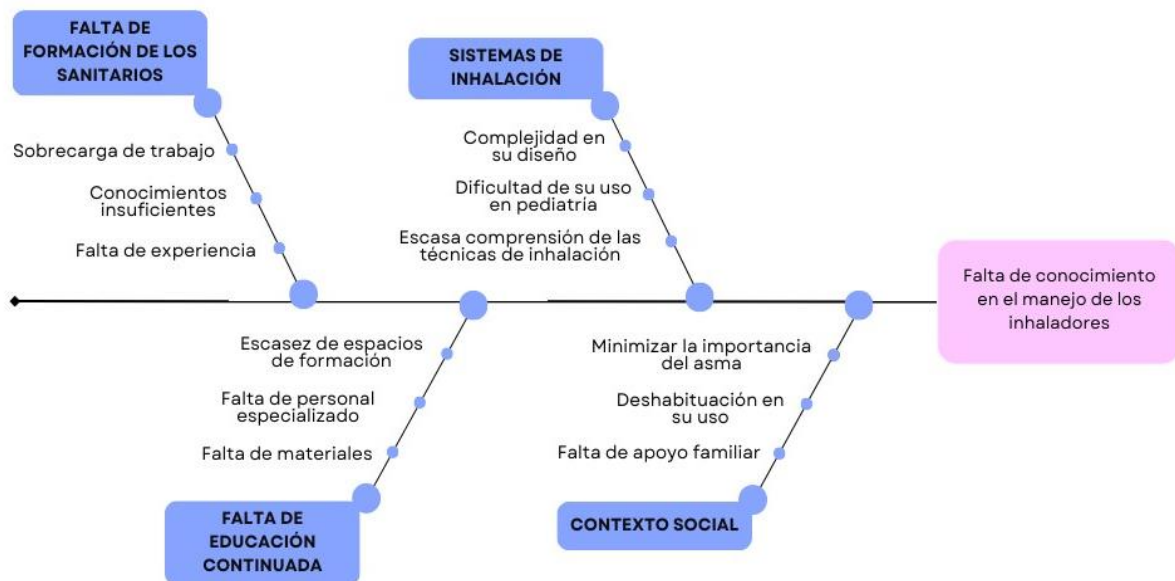 FALTA DE
FORMACIÓN DE LOS
SANITARIOS
Sobrecarga de trabajo
Conocimientos
insuficientes
Falta de experiencia
SISTEMAS DE
INHALACIÓN
Complejidad en
su diseño
Dificultad de su uso
en pediatría
Escasa comprensión de las
técnicas de inhalación
Falta de conocimiento
en el manejo de los
inhaladores
Escasez de espacios
de formación
Falta de personal
especializado
Falta de materiales
FALTA DE
EDUCACIÓN
CONTINUADA
Minimizar la importancia
del asma
Deshabituación en
su uso
Falta de apoyo familiar
CONTEXTO SOCIAL